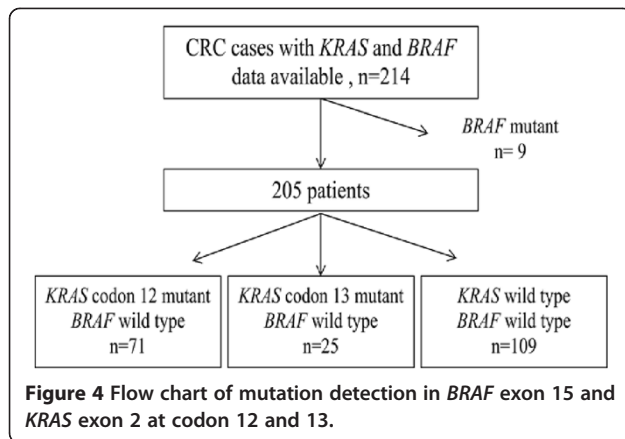 CRC cases with KRAS and BRAF
data available , n=214
BRAF mutant
n= 9
205 patients
KRAS codon 12 mutant
BRAF wild type
n=71
KRAS codon 13 mutant
BRAF wild type
n=25
KRAS wild type
BRAF wild type
n=109
Figure 4 Flow chart of mutation detection in BRAF exon 15 and
KRAS exon 2 at codon 12 and 13.